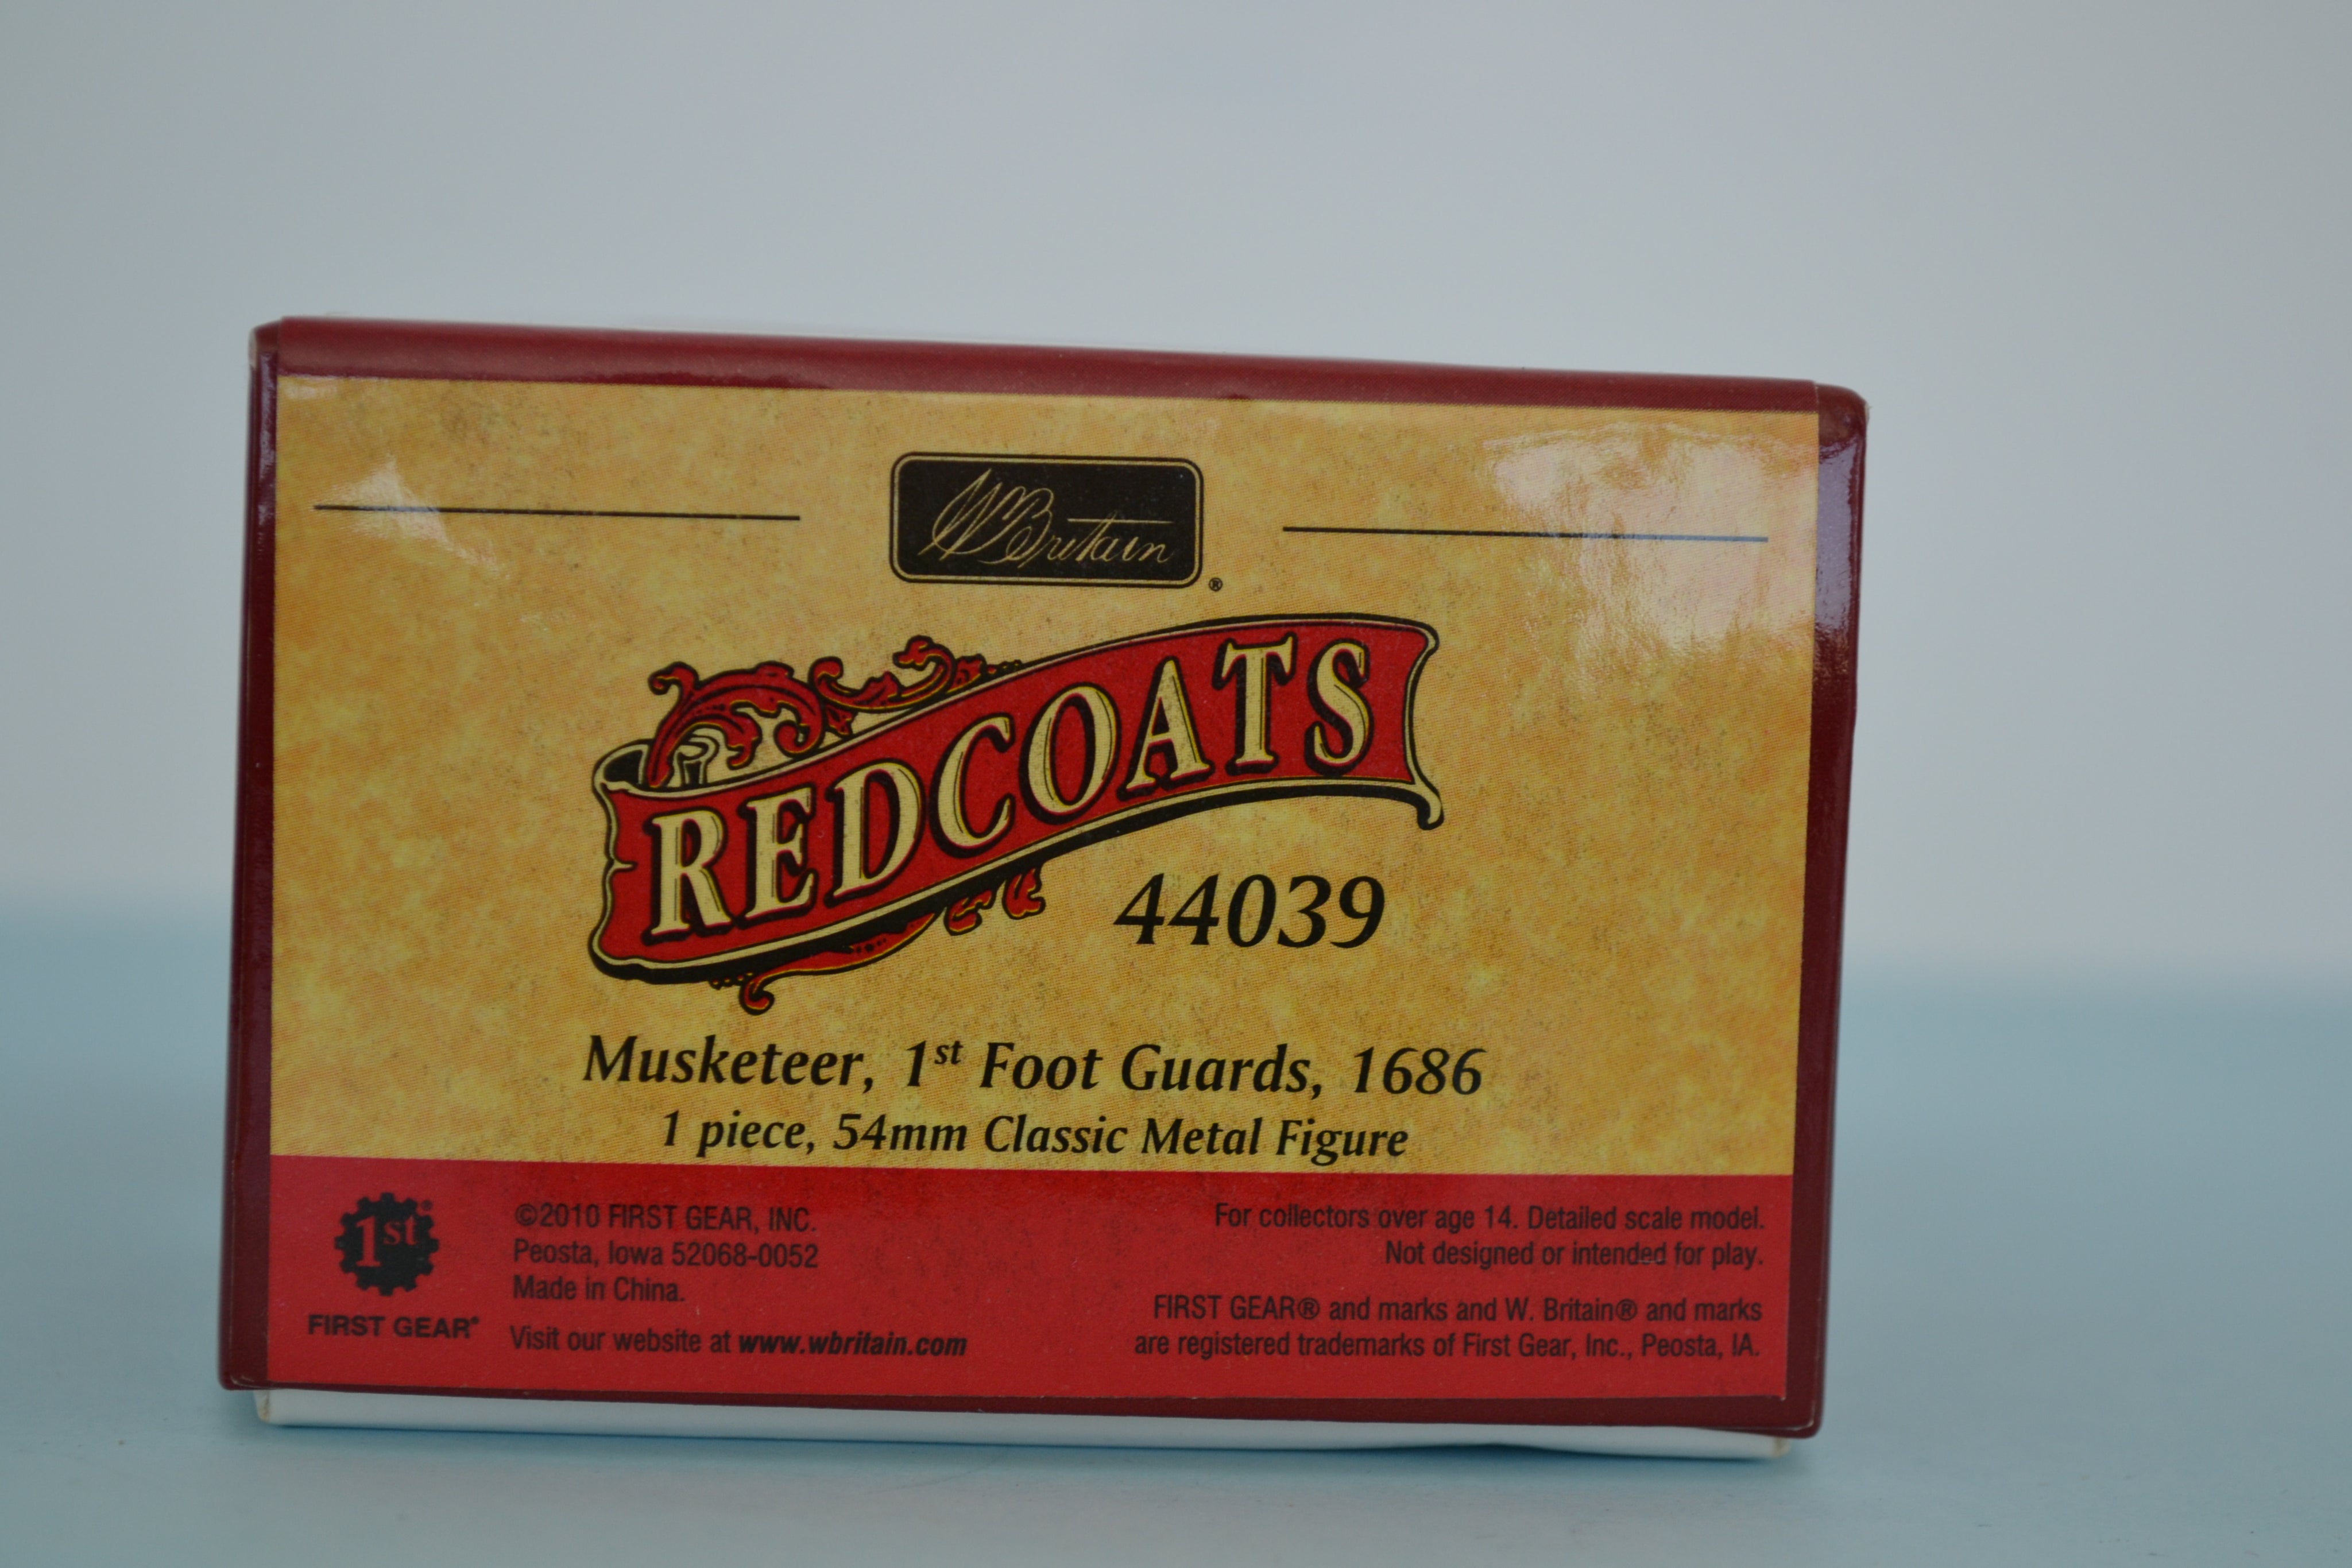 W Britain®
REDCOATS
44039
Musketeer, 1st Foot Guards, 1686
1 piece, 54mm Classic Metal Figure
1st®
FIRST GEAR®
©2010 FIRST GEAR, INC.
Peosta, Iowa 52068-0052
Made in China.
Visit our website at www.wbritain.com
For collectors over age 14. Detailed scale model.
Not designed or intended for play.
FIRST GEAR® and marks and W. Britain® and marks
are registered trademarks of First Gear, Inc., Peosta, IA.